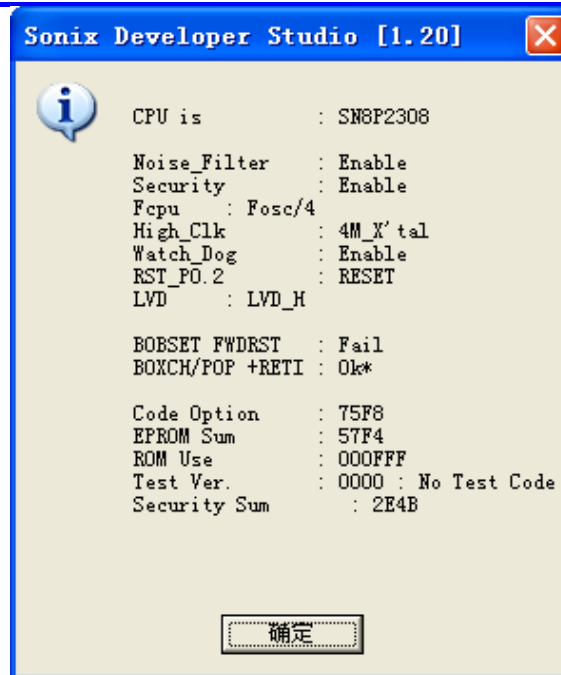 Sonix Developer Studio [1.20]
CPU is : SN8P2308
Noise_Filter : Enable
Security : Enable
Fcpu : Fosc/4
High_Clk : 4M_X'tal
Watch_Dog : Enable
RST_P0.2 : RESET
LVD : LVD_H
BOBSET FWDRST : Fail
BOXCH/POP +RETI : Ok*
Code Option : 75F8
EPROM Sum : 57F4
ROM Use : 000FFF
Test Ver. : 0000 : No Test Code
Security Sum : 2E4B
确定